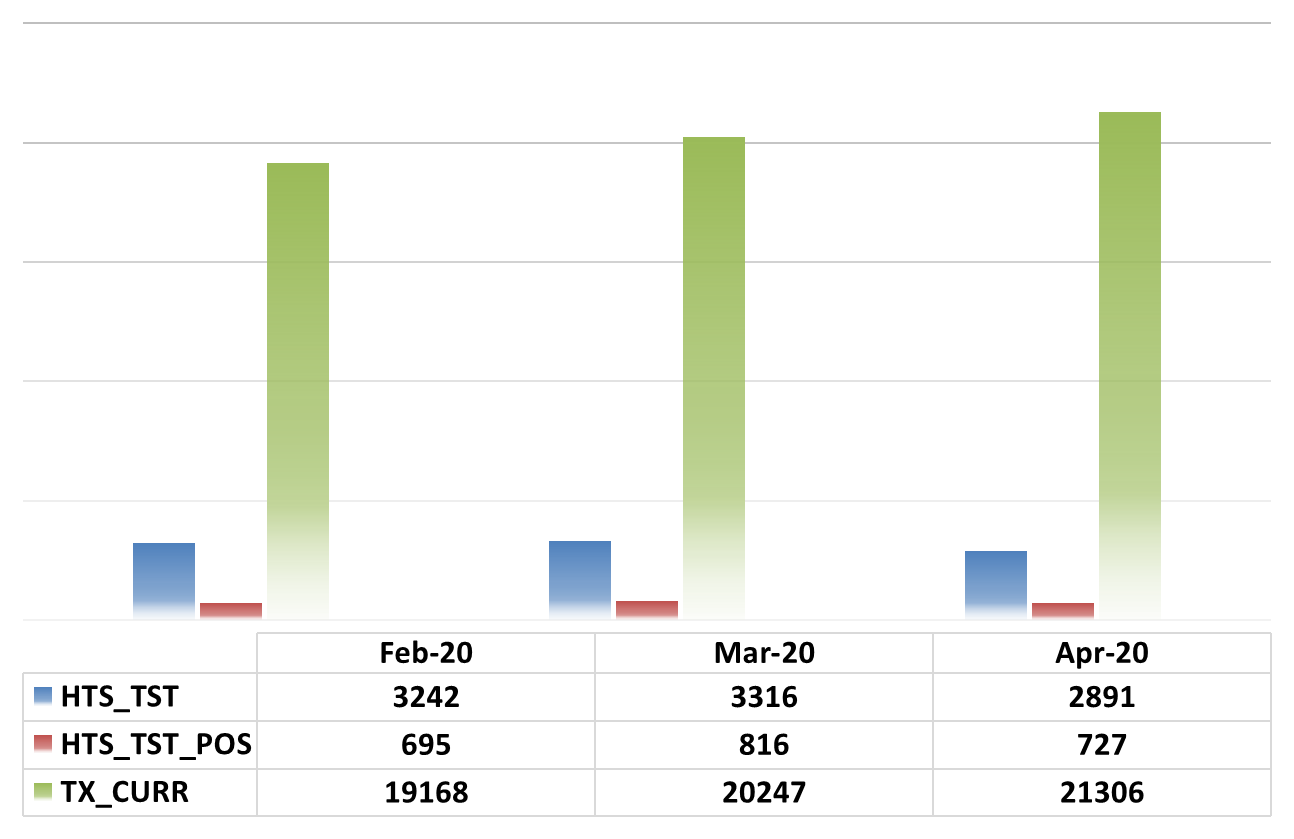 Feb-20 Mar-20 Apr-20
HTS_TST 3242 3316 2891
HTS_TST_POS 695 816 727
TX_CURR 19168 20247 21306